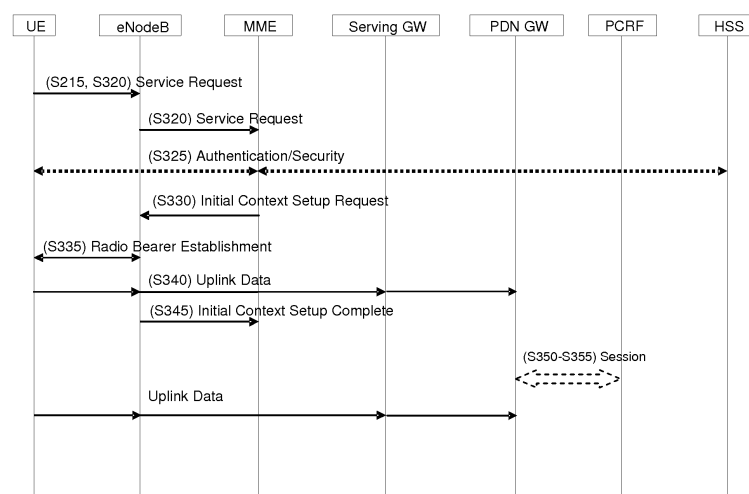 UE eNodeB MME Serving GW PDN GW PCRF HSS
(S215, S320) Service Request
(S320) Service Request
(S325) Authentication/Security
(S330) Initial Context Setup Request
(S335) Radio Bearer Establishment
(S340) Uplink Data
(S345) Initial Context Setup Complete
(S350-S355) Session
Uplink Data